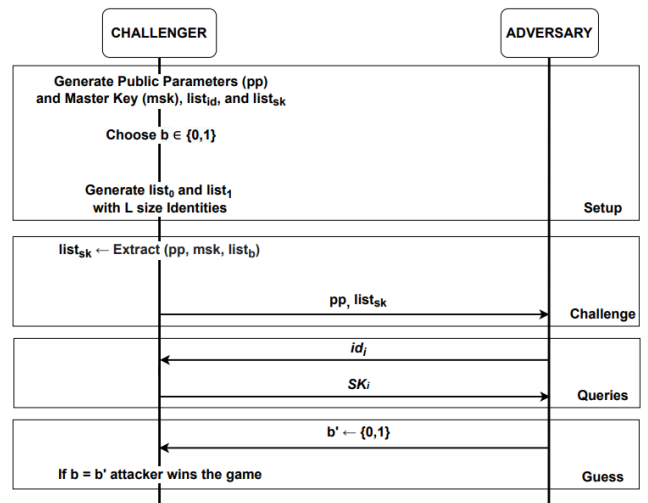 CHALLENGER
ADVERSARY
Generate Public Parameters (pp)
and Master Key (msk), list_id, and list_sk
Choose b ∈ {0,1}
Generate list_0 and list_1
with L size Identities
Setup
list_sk ← Extract (pp, msk, list_b)
pp, list_sk
Challenge
id_i
SK_i
Queries
b' ← {0,1}
If b = b' attacker wins the game
Guess